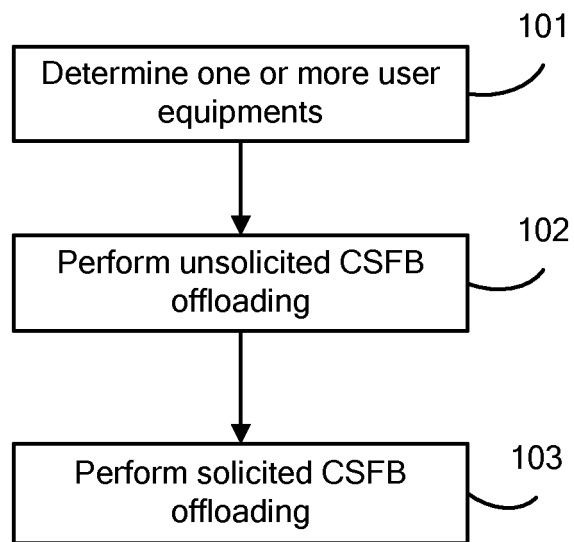 101
Determine one or more user
equipments
102
Perform unsolicited CSFB
offloading
103
Perform solicited CSFB
offloading